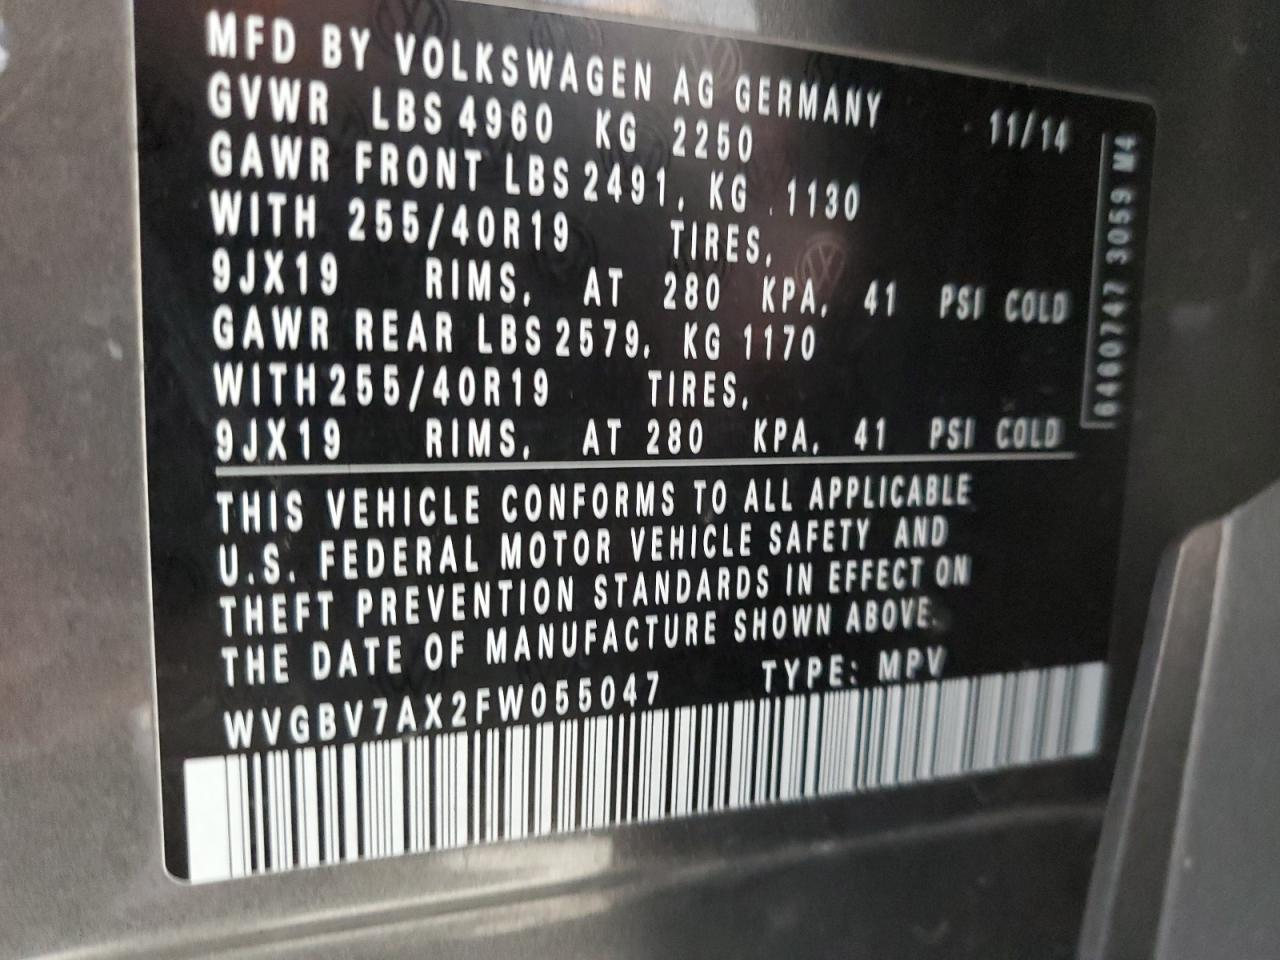 MFD BY VOLKSWAGEN AG GERMANY
GVWR LBS 4960 KG 2250 11/14
GAWR FRONT LBS 2491, KG 1130
WITH 255/40R19 TIRES,
9JX19 RIMS, AT 280 KPA, 41 PSI COLD
GAWR REAR LBS 2579, KG 1170
WITH 255/40R19 TIRES,
9JX19 RIMS, AT 280 KPA, 41 PSI COLD
THIS VEHICLE CONFORMS TO ALL APPLICABLE
U.S. FEDERAL MOTOR VEHICLE SAFETY AND
THEFT PREVENTION STANDARDS IN EFFECT ON
THE DATE OF MANUFACTURE SHOWN ABOVE.
WVGBV7AX2FW055047 TYPE: MPV
3059 M4